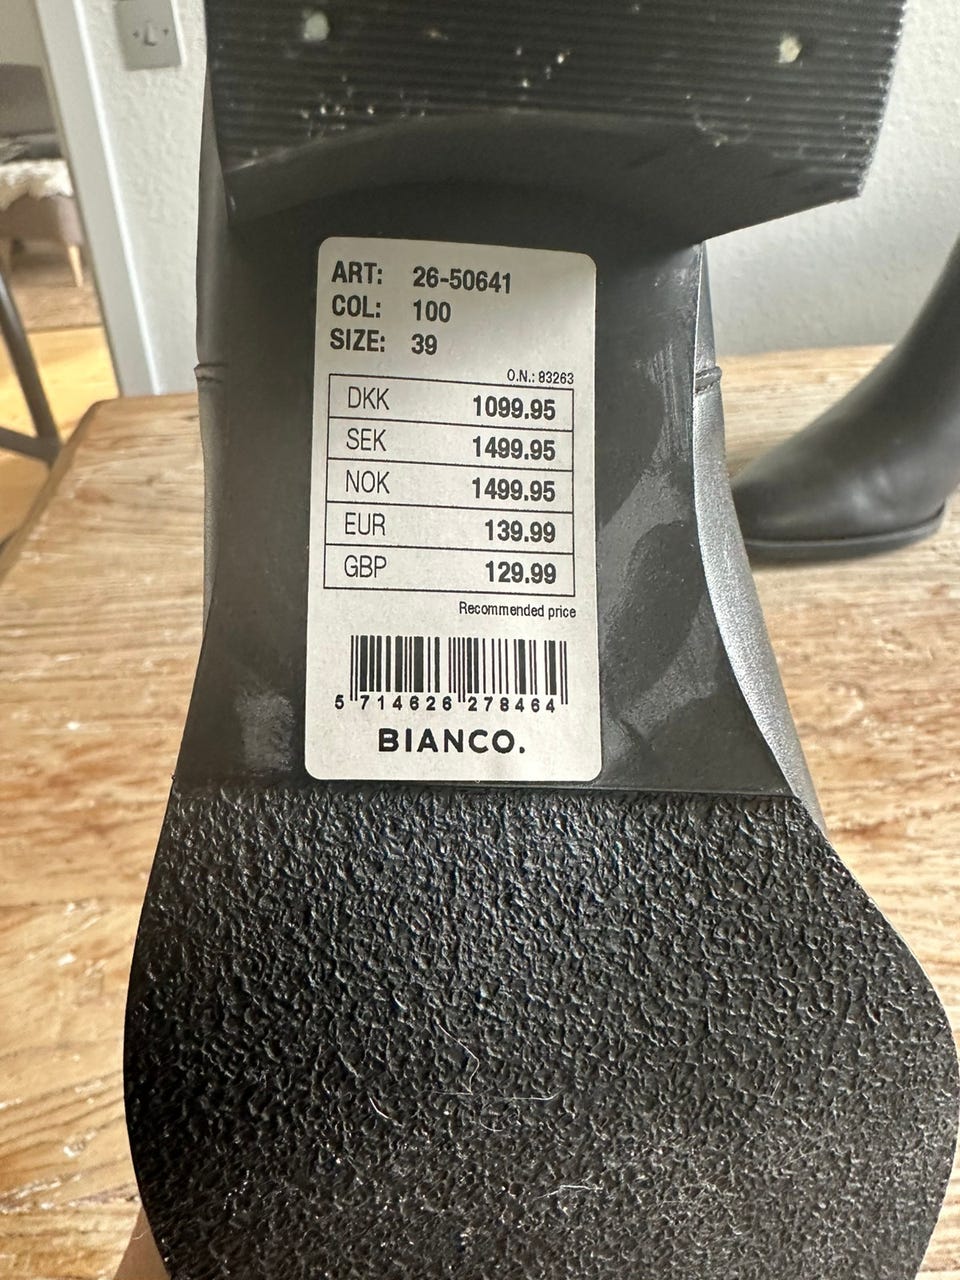 ART: 26-50641
COL: 100
SIZE: 39
O.N.: 83263
DKK 1099.95
SEK 1499.95
NOK 1499.95
EUR 139.99
GBP 129.99
Recommended price
5 714626 278464
BIANCO.